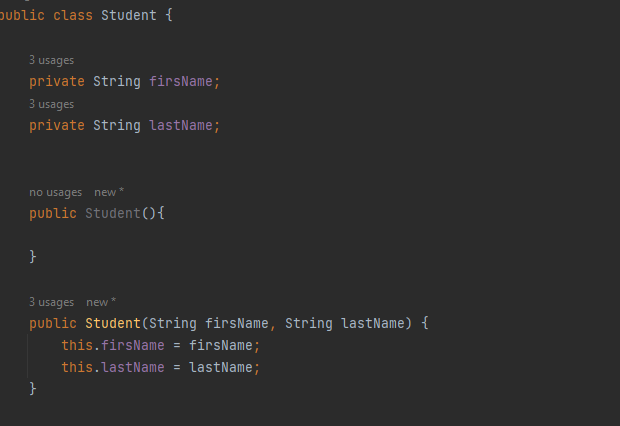 public class Student {
3 usages
private String firsName;
3 usages
private String lastName;
no usages new *
public Student(){
}
3 usages new *
public Student(String firsName, String lastName) {
this.firsName = firsName;
this.lastName = lastName;
}